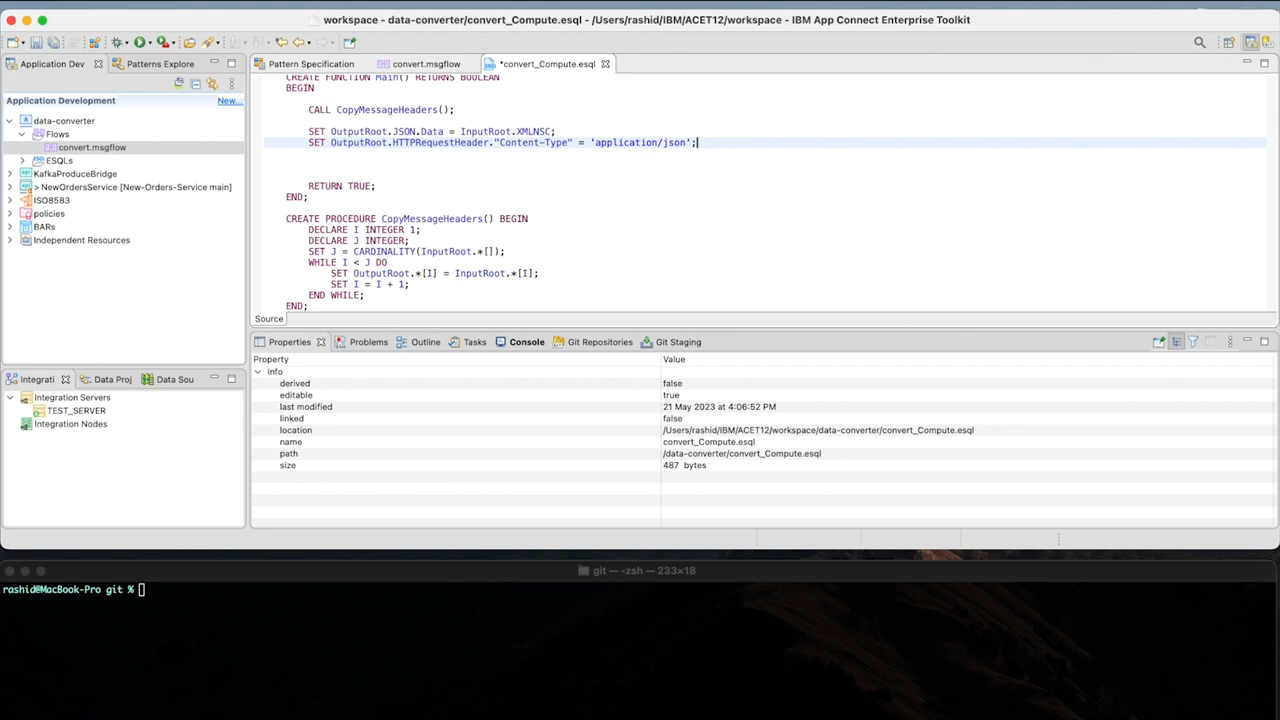 workspace - data-converter/convert_Compute.esql - /Users/rashid/IBM/ACET12/workspace - IBM App Connect Enterprise Toolkit
Application Dev
Patterns Explore
Application Development
New...
data-converter
Flows
convert.msgflow
ESQLs
KafkaProduceBridge
> NewOrdersService [New-Orders-Service main]
ISO8583
policies
BARs
Independent Resources
Integrati
Data Proj
Data Sou
Integration Servers
TEST_SERVER
Integration Nodes
Pattern Specification
convert.msgflow
*convert_Compute.esql
CREATE FUNCTION Main() RETURNS BOOLEAN
BEGIN
CALL CopyMessageHeaders();
SET OutputRoot.JSON.Data = InputRoot.XMLNSC;
SET OutputRoot.HTTPRequestHeader."Content-Type" = 'application/json';
RETURN TRUE;
END;
CREATE PROCEDURE CopyMessageHeaders() BEGIN
DECLARE I INTEGER 1;
DECLARE J INTEGER;
SET J = CARDINALITY(InputRoot.*[]);
WHILE I < J DO
SET OutputRoot.*[I] = InputRoot.*[I];
SET I = I + 1;
END WHILE;
END;
Source
Properties
Problems
Outline
Tasks
Console
Git Repositories
Git Staging
Property Value
Info
derived false
editable true
last modified 21 May 2023 at 4:06:52 PM
linked false
location /Users/rashid/IBM/ACET12/workspace/data-converter/convert_Compute.esql
name convert_Compute.esql
path /data-converter/convert_Compute.esql
size 487 bytes
git — -zsh — 233×18
rashid@MacBook-Pro git %